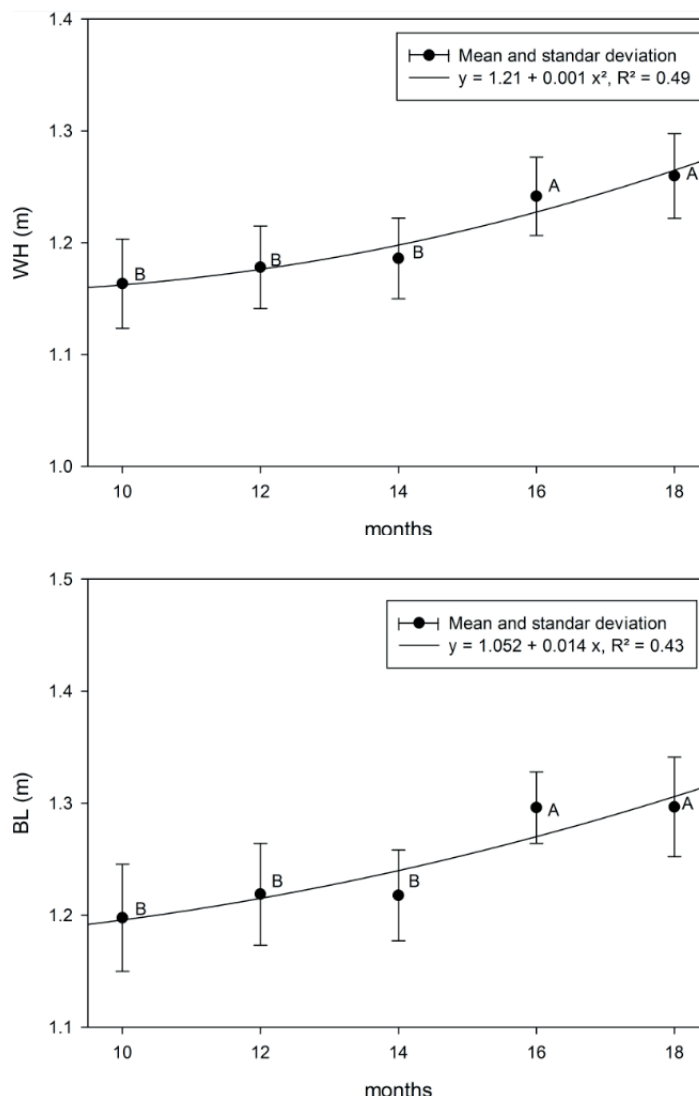 1.4
Mean and standar deviation
y = 1.21 + 0.001 x², R² = 0.49
1.3
A
A
WH (m)
1.2
B
B
B
1.1
1.0
10 12 14 16 18
months
1.5
Mean and standar deviation
y = 1.052 + 0.014 x, R² = 0.43
1.4
BL (m)
1.3
A
A
B
B
B
1.2
1.1
10 12 14 16 18
months